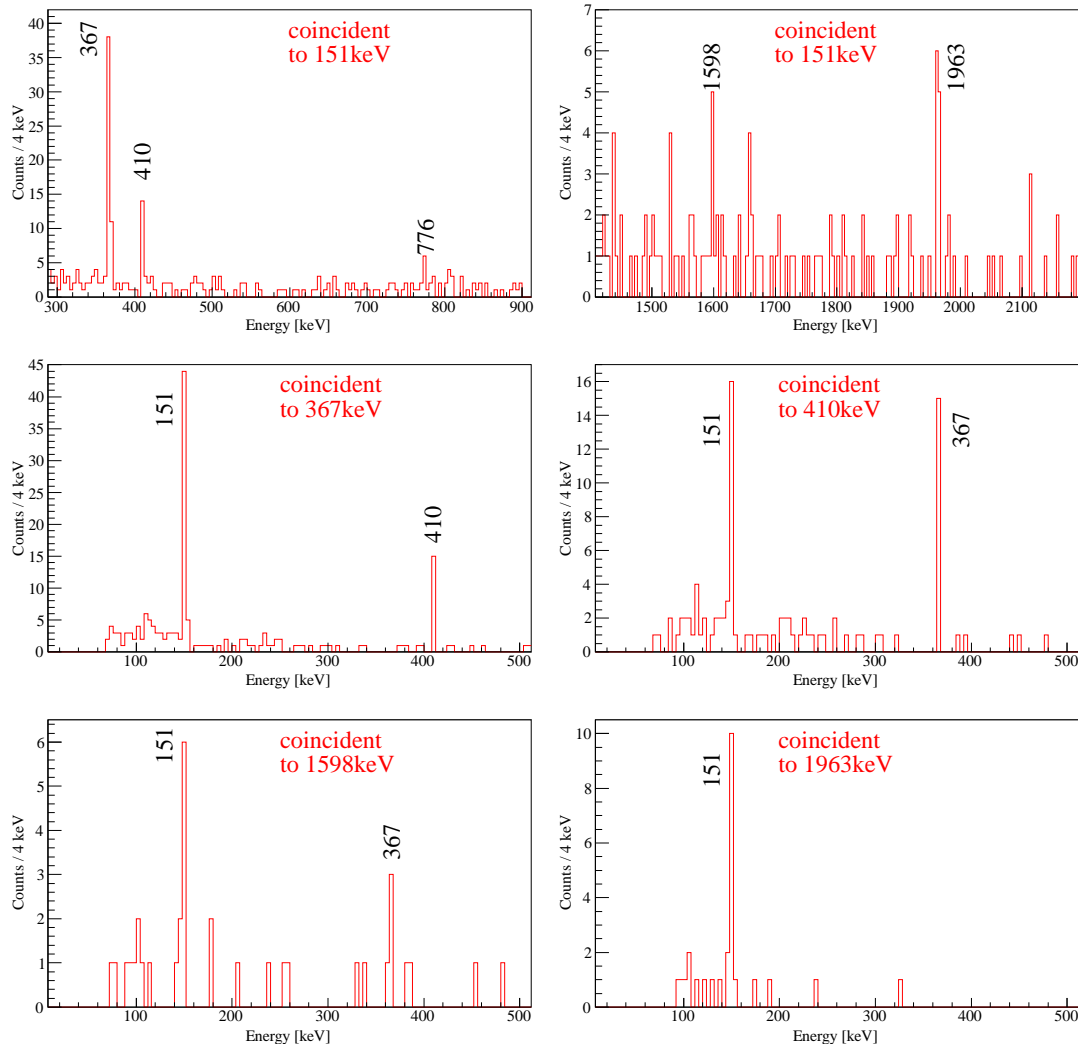 40
35
30
25
20
15
10
5
0
Counts / 4 keV
367
410
776
coincident
to 151keV
300 400 500 600 700 800 900
Energy [keV]
7
6
5
4
3
2
1
0
Counts / 4 keV
1598
coincident
to 151keV
1963
1500 1600 1700 1800 1900 2000 2100
Energy [keV]
45
40
35
30
25
20
15
10
5
0
Counts / 4 keV
151
coincident
to 367keV
410
100 200 300 400 500
Energy [keV]
16
14
12
10
8
6
4
2
0
Counts / 4 keV
151
coincident
to 410keV
367
100 200 300 400 500
Energy [keV]
6
5
4
3
2
1
0
Counts / 4 keV
151
coincident
to 1598keV
367
100 200 300 400 500
Energy [keV]
10
8
6
4
2
0
Counts / 4 keV
151
coincident
to 1963keV
100 200 300 400 500
Energy [keV]